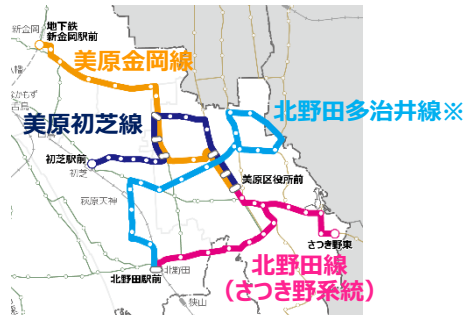 地下鉄
新金岡
新金岡駅前
美原金岡線
北野田多治井線※
美原初芝線
初芝駅前
初芝
美原区役所前
萩原天神
さつき野東
北野田線
北野田
（さつき野系統）
北野田駅前
狭山